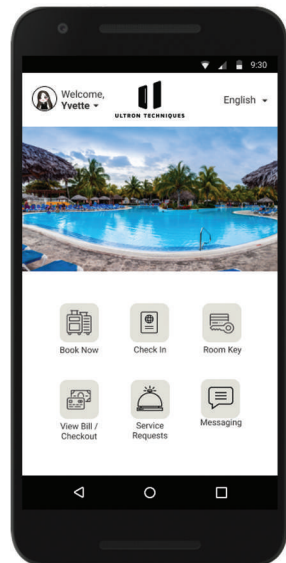 9:30
Welcome,
Yvette
ULTRON TECHNIQUES
English
Book Now
Check In
Room Key
View Bill /
Checkout
Service
Requests
Messaging